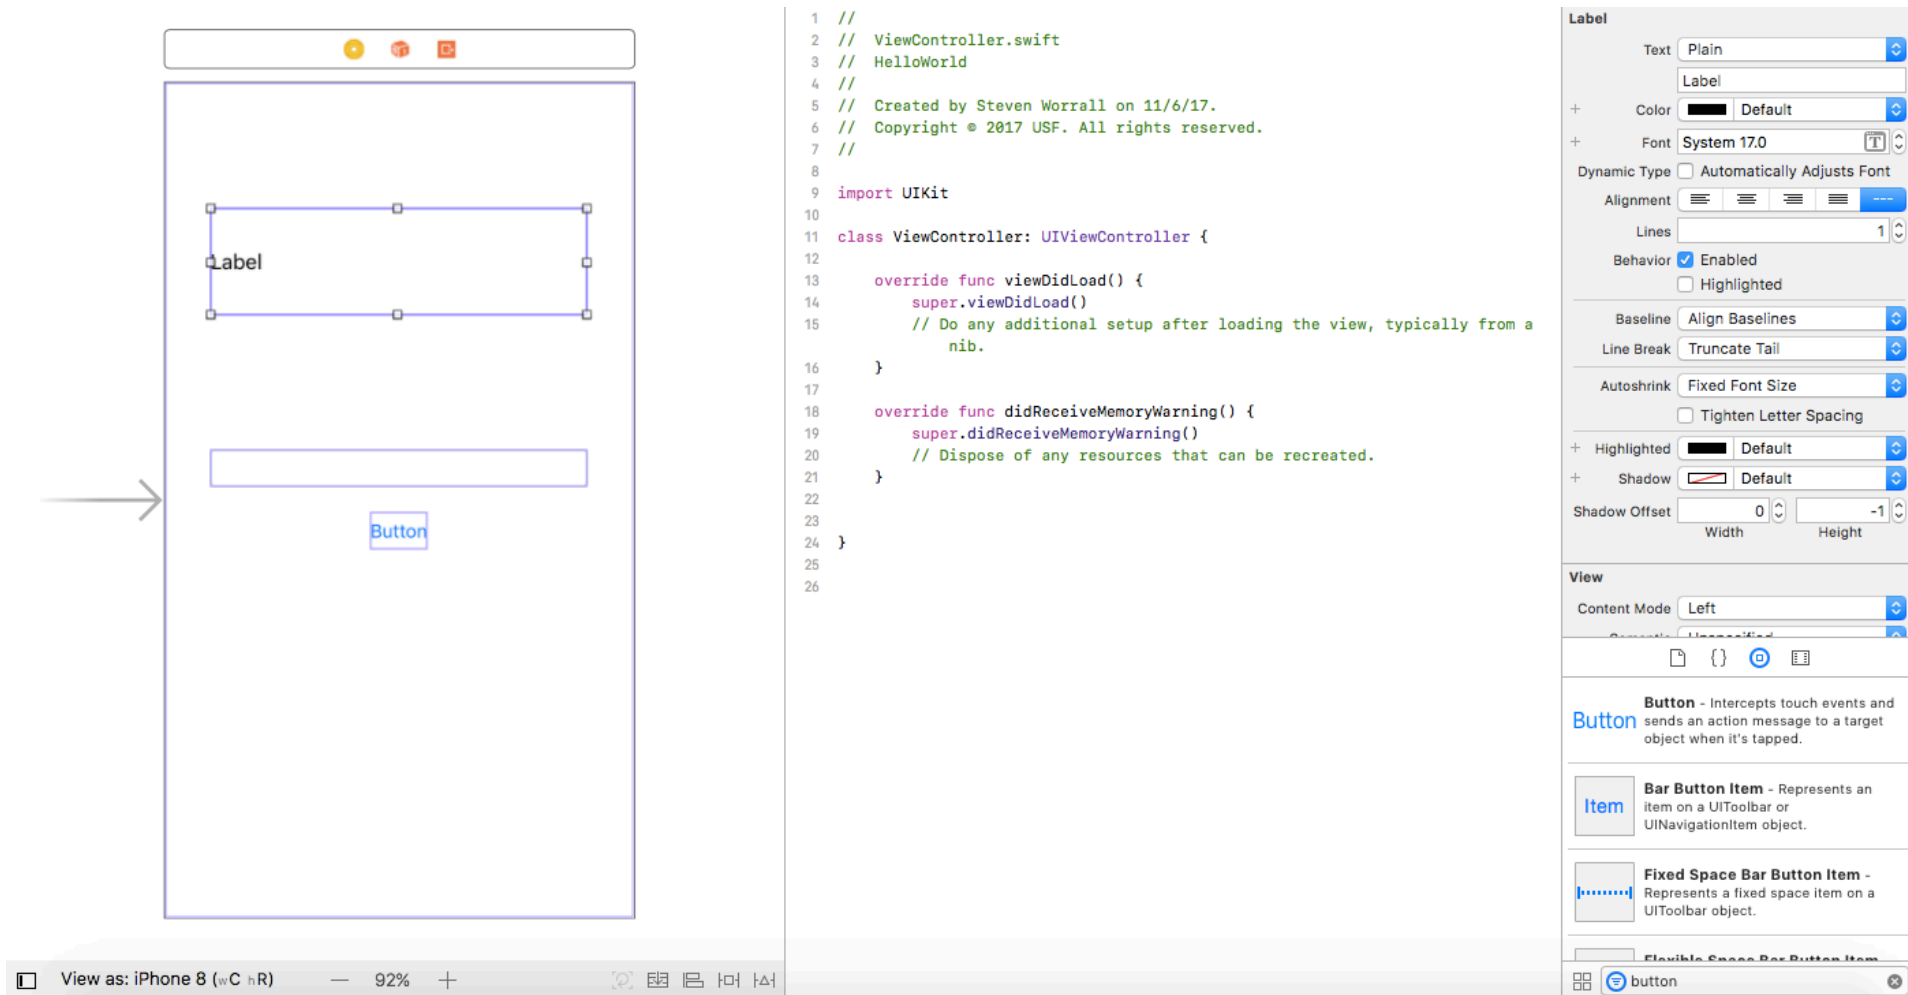 Label
Button
View as: iPhone 8 (wC hR)
92%
1 //
2 // ViewController.swift
3 // HelloWorld
4 //
5 // Created by Steven Worrall on 11/6/17.
6 // Copyright © 2017 USF. All rights reserved.
7 //
8
9 import UIKit
10
11 class ViewController: UIViewController {
12
13 override func viewDidLoad() {
14 super.viewDidLoad()
15 // Do any additional setup after loading the view, typically from a
nib.
16 }
17
18 override func didReceiveMemoryWarning() {
19 super.didReceiveMemoryWarning()
20 // Dispose of any resources that can be recreated.
21 }
22
23
24 }
25
26
Label
Text Plain
Label
+ Color Default
+ Font System 17.0 T
Dynamic Type Automatically Adjusts Font
Alignment ---
Lines 1
Behavior Enabled
Highlighted
Baseline Align Baselines
Line Break Truncate Tail
Autoshrink Fixed Font Size
Tighten Letter Spacing
+ Highlighted Default
+ Shadow Default
Shadow Offset 0 -1
Width Height
View
Content Mode Left
Semantic Unspecified
{}
Button
Button - Intercepts touch events and
sends an action message to a target
object when it's tapped.
Item
Bar Button Item - Represents an
item on a UIToolbar or
UINavigationItem object.
Fixed Space Bar Button Item -
Represents a fixed space item on a
UIToolbar object.
Flexible Space Bar Button Item
button